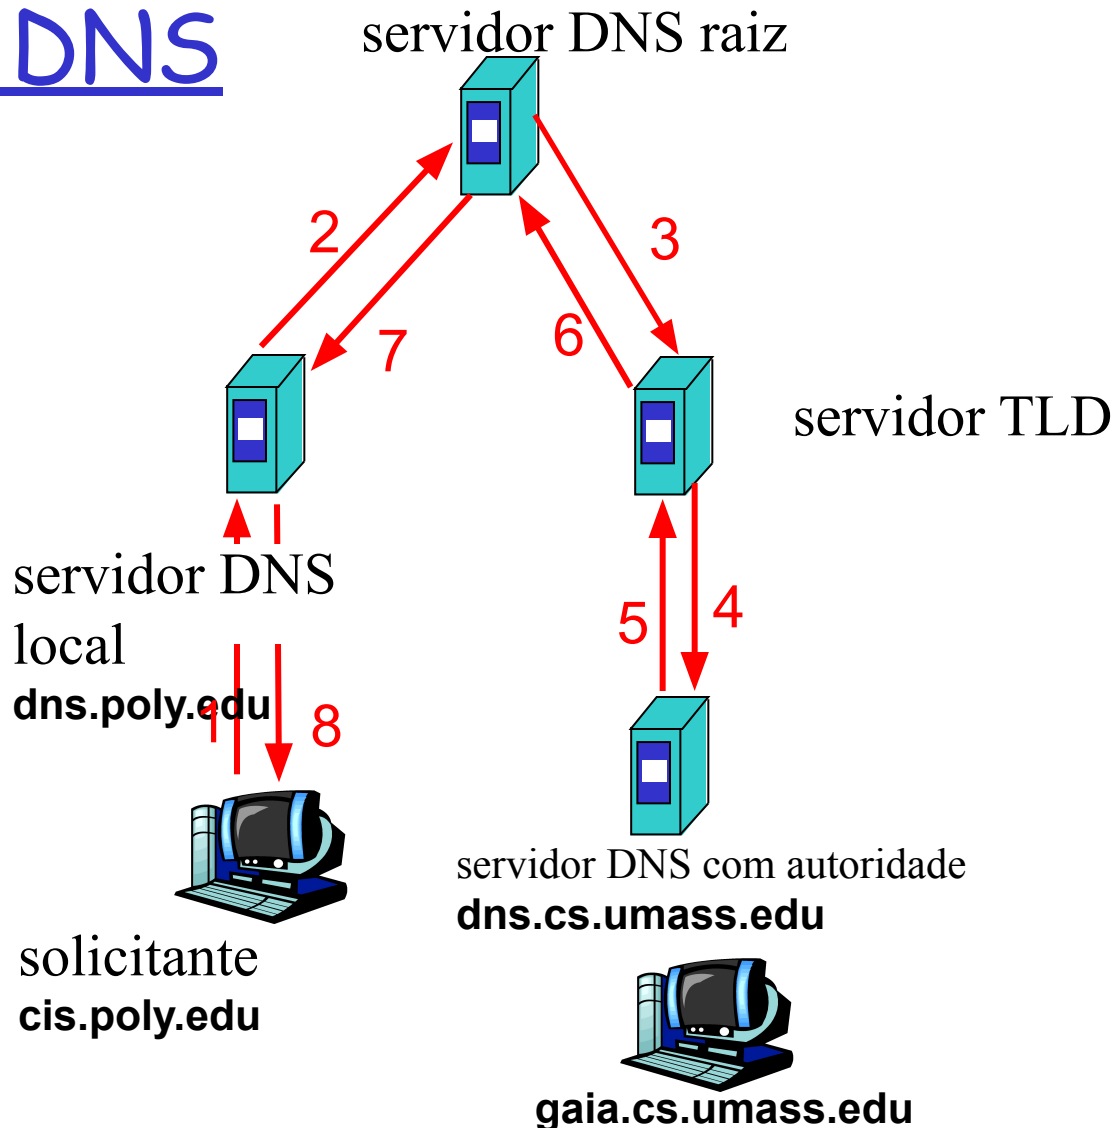 DNS
servidor DNS raiz
2
3
7
6
servidor TLD
servidor DNS
local
dns.poly.edu
1
8
5
4
servidor DNS com autoridade
dns.cs.umass.edu
solicitante
cis.poly.edu
gaia.cs.umass.edu